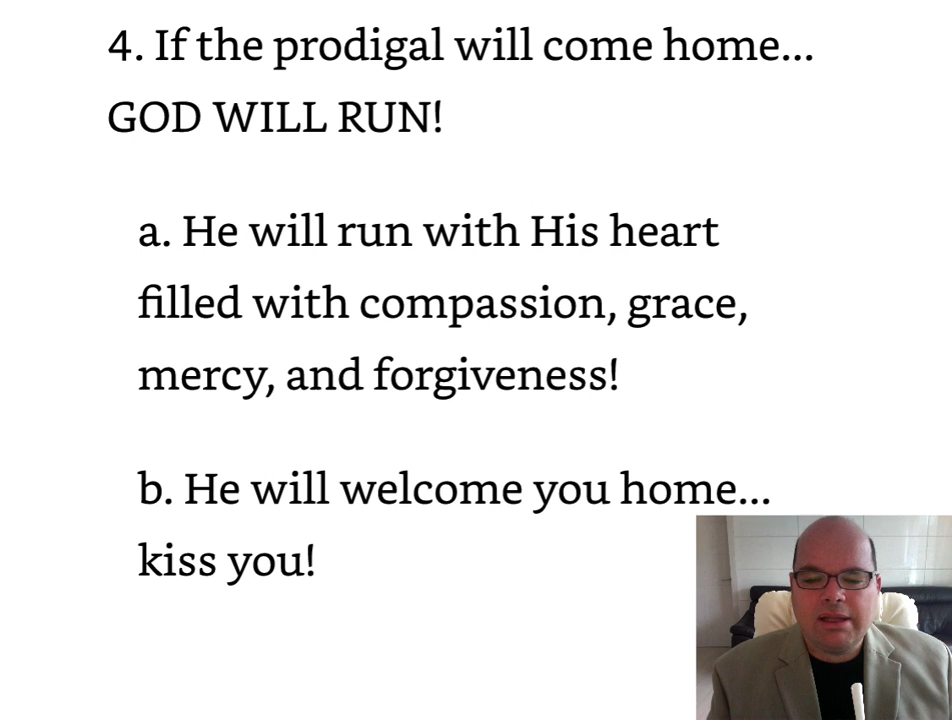 4. If the prodigal will come home...
GOD WILL RUN!
a. He will run with His heart
filled with compassion, grace,
mercy, and forgiveness!
b. He will welcome you home...
kiss you!